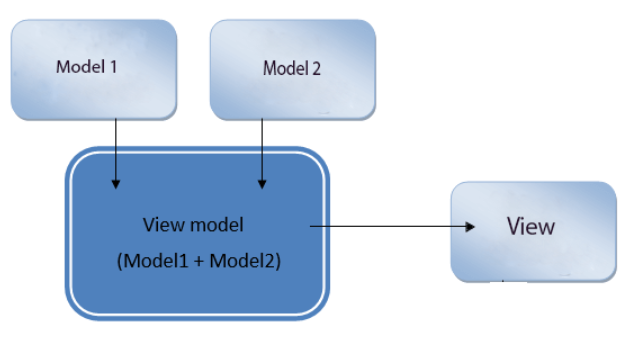 Model 1
Model 2
View model
(Model1 + Model2)
View